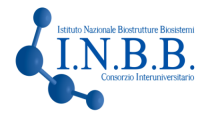 Istituto Nazionale Biostrutture Biosistemi
I.N.B.B.
Consorzio Interuniversitario